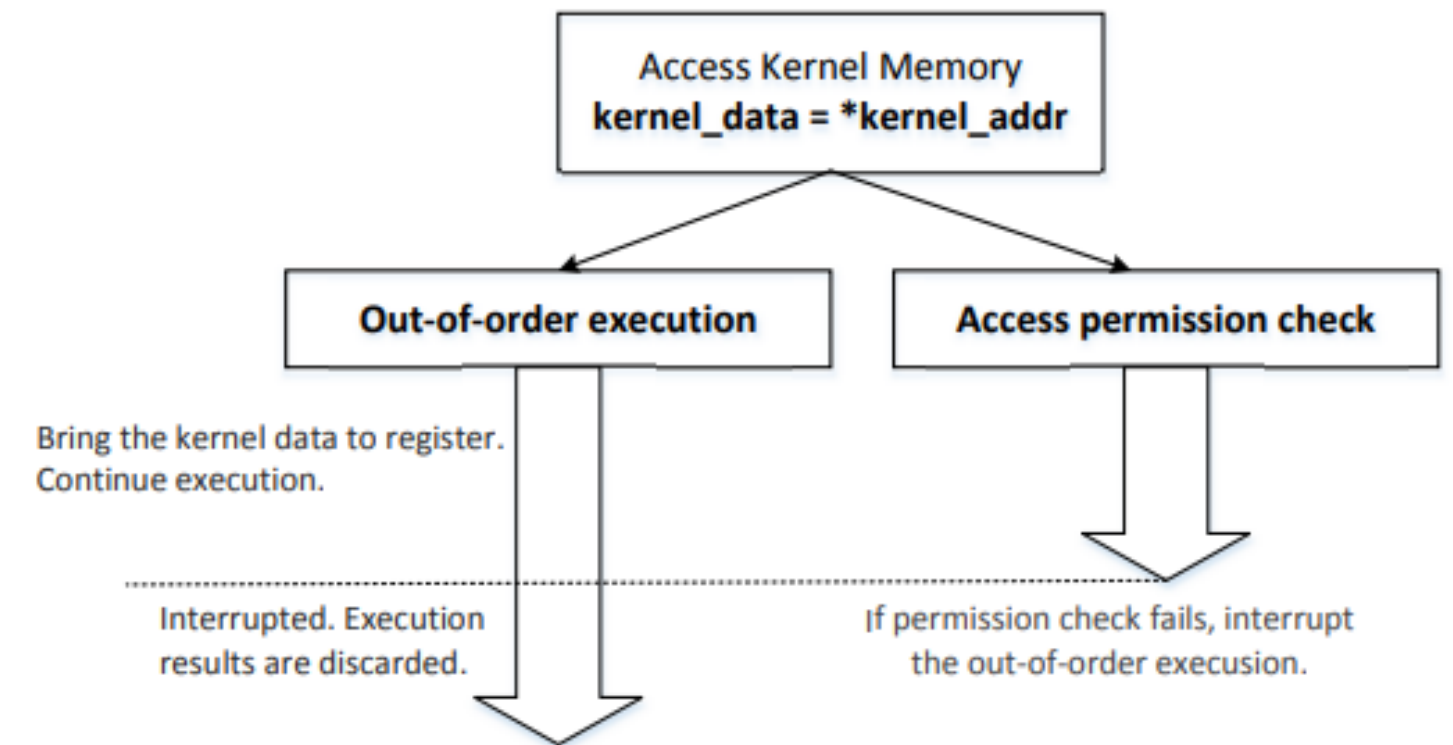 Access Kernel Memory
kernel_data = *kernel_addr
Out-of-order execution
Access permission check
Bring the kernel data to register.
Continue execution.
Interrupted. Execution
results are discarded.
If permission check fails, interrupt
the out-of-order execusion.